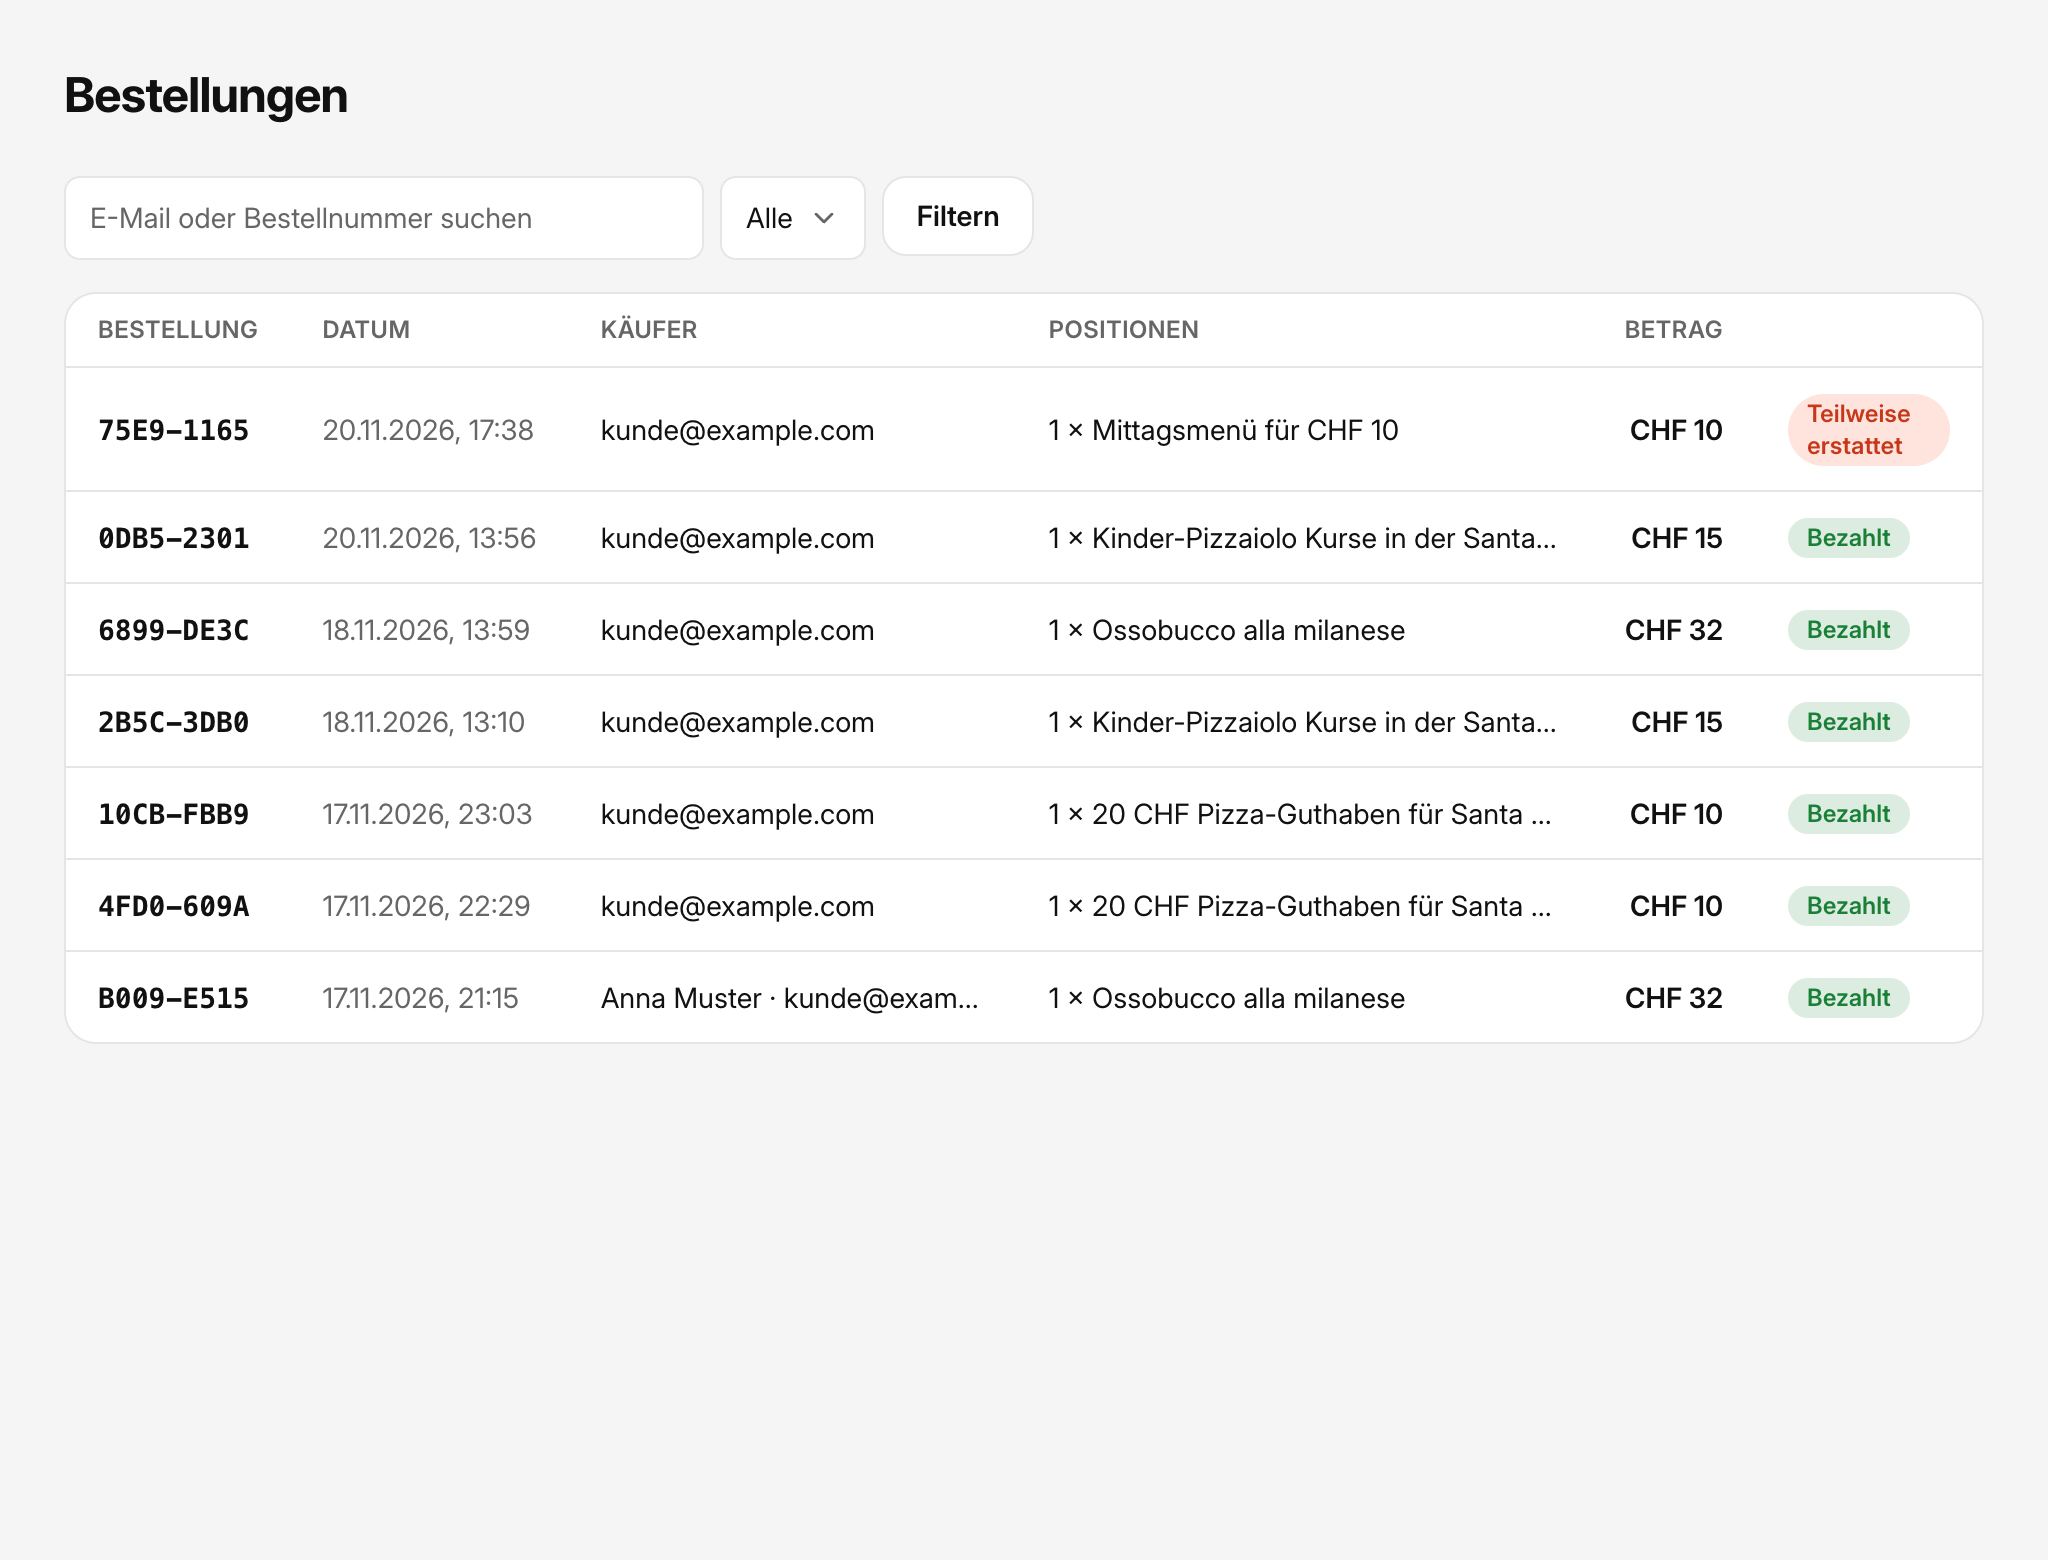 Bestellungen
E-Mail oder Bestellnummer suchen Alle Filtern
BESTELLUNG DATUM KÄUFER POSITIONEN BETRAG
75E9–1165 20.11.2026, 17:38 kunde@example.com 1 × Mittagsmenü für CHF 10 CHF 10 Teilweise erstattet
0DB5–2301 20.11.2026, 13:56 kunde@example.com 1 × Kinder-Pizzaiolo Kurse in der Santa... CHF 15 Bezahlt
6899–DE3C 18.11.2026, 13:59 kunde@example.com 1 × Ossobucco alla milanese CHF 32 Bezahlt
2B5C–3DB0 18.11.2026, 13:10 kunde@example.com 1 × Kinder-Pizzaiolo Kurse in der Santa... CHF 15 Bezahlt
10CB–FBB9 17.11.2026, 23:03 kunde@example.com 1 × 20 CHF Pizza-Guthaben für Santa ... CHF 10 Bezahlt
4FD0–609A 17.11.2026, 22:29 kunde@example.com 1 × 20 CHF Pizza-Guthaben für Santa ... CHF 10 Bezahlt
B009–E515 17.11.2026, 21:15 Anna Muster · kunde@exam... 1 × Ossobucco alla milanese CHF 32 Bezahlt